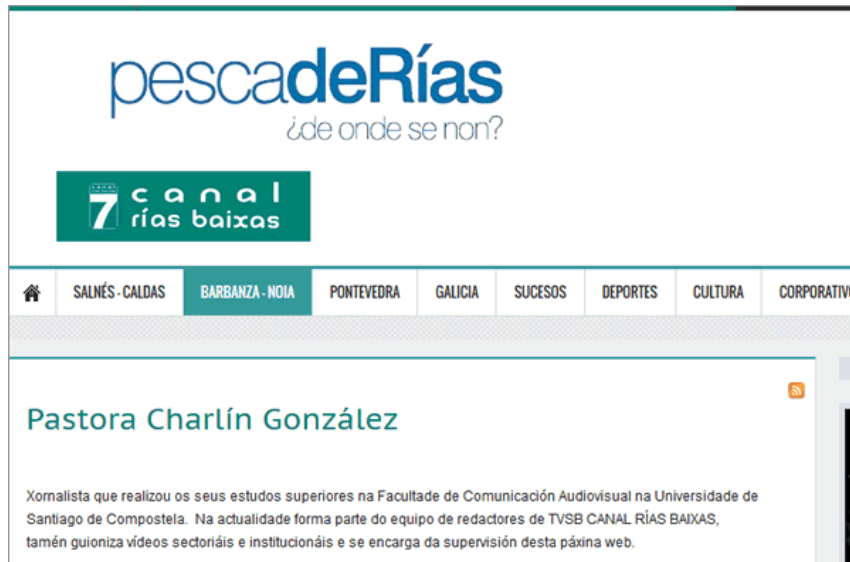 pescadeRías
¿de onde se non?
7 canal
rías baixas
SALNÉS - CALDAS BARBANZA - NOIA PONTEVEDRA GALICIA SUCESOS DEPORTES CULTURA CORPORATIVO
Pastora Charlín González
Xornalista que realizou os seus estudos superiores na Facultade de Comunicación Audiovisual na Universidade de
Santiago de Compostela. Na actualidade forma parte do equipo de redactores de TVSB CANAL RÍAS BAIXAS,
tamén guioniza vídeos sectoriáis e institucionáis e se encarga da supervisión desta páxina web.